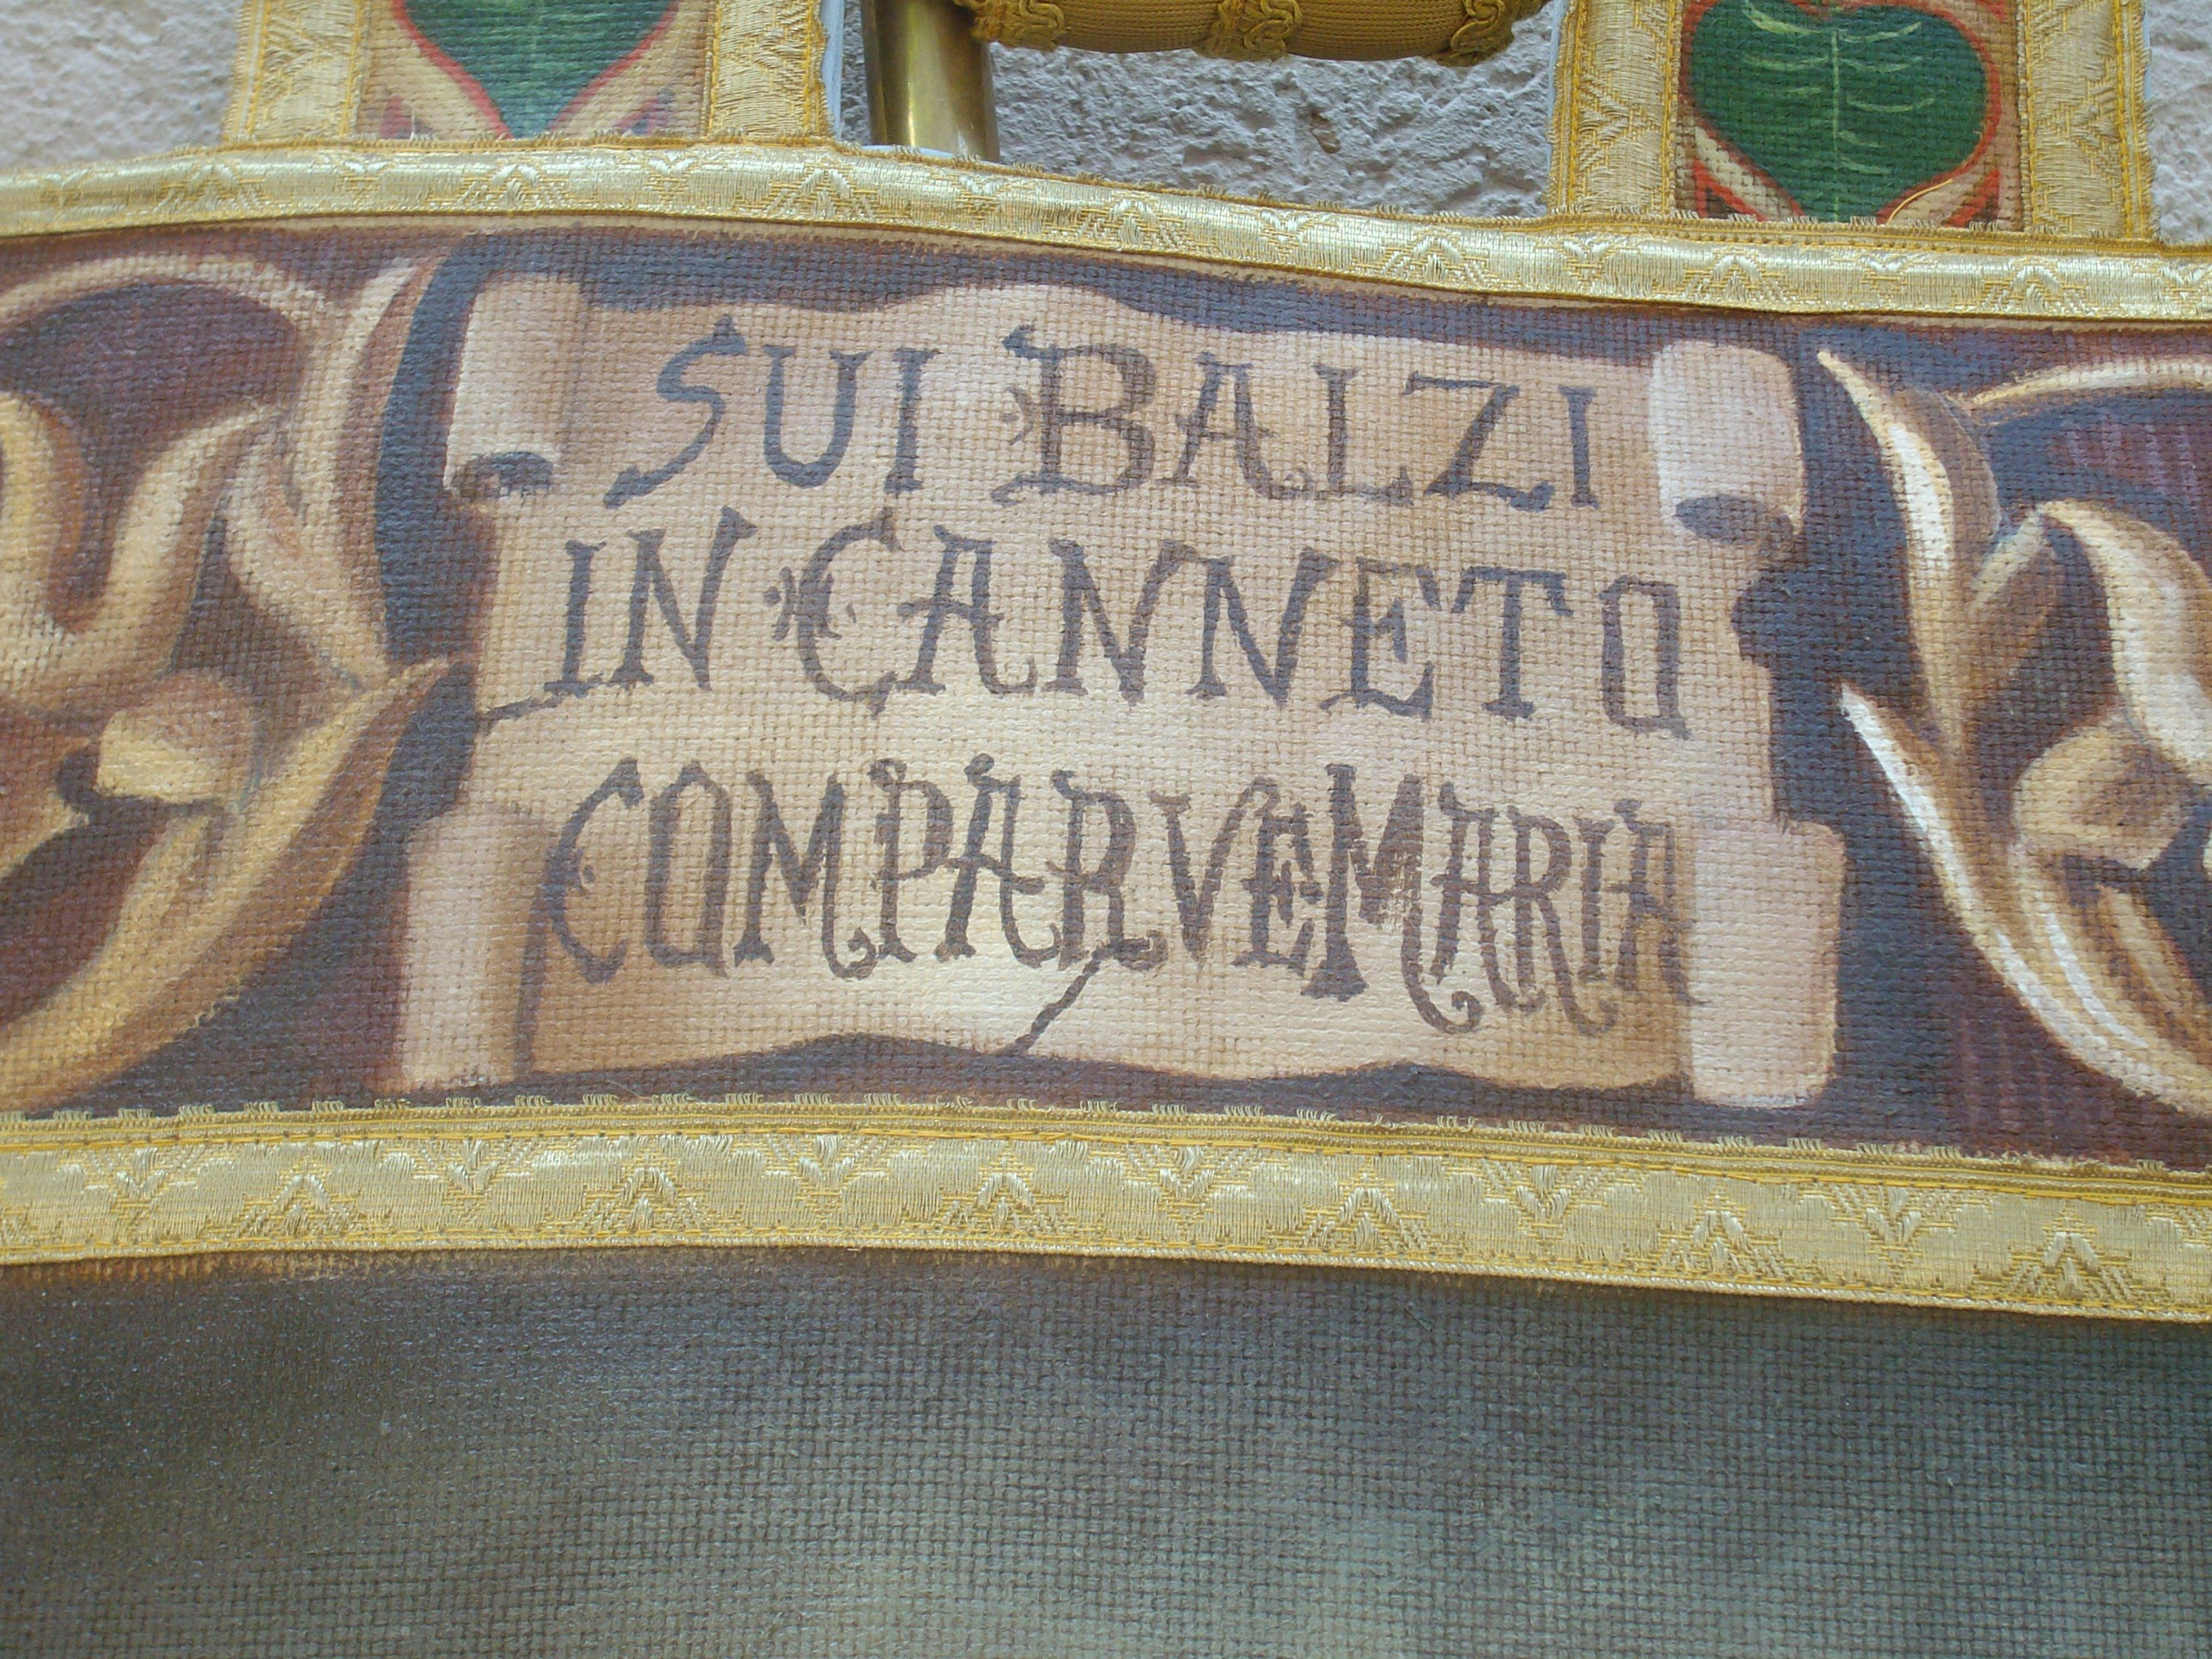 SUI BALZI
IN CANNETO
COMPARVE MARIA